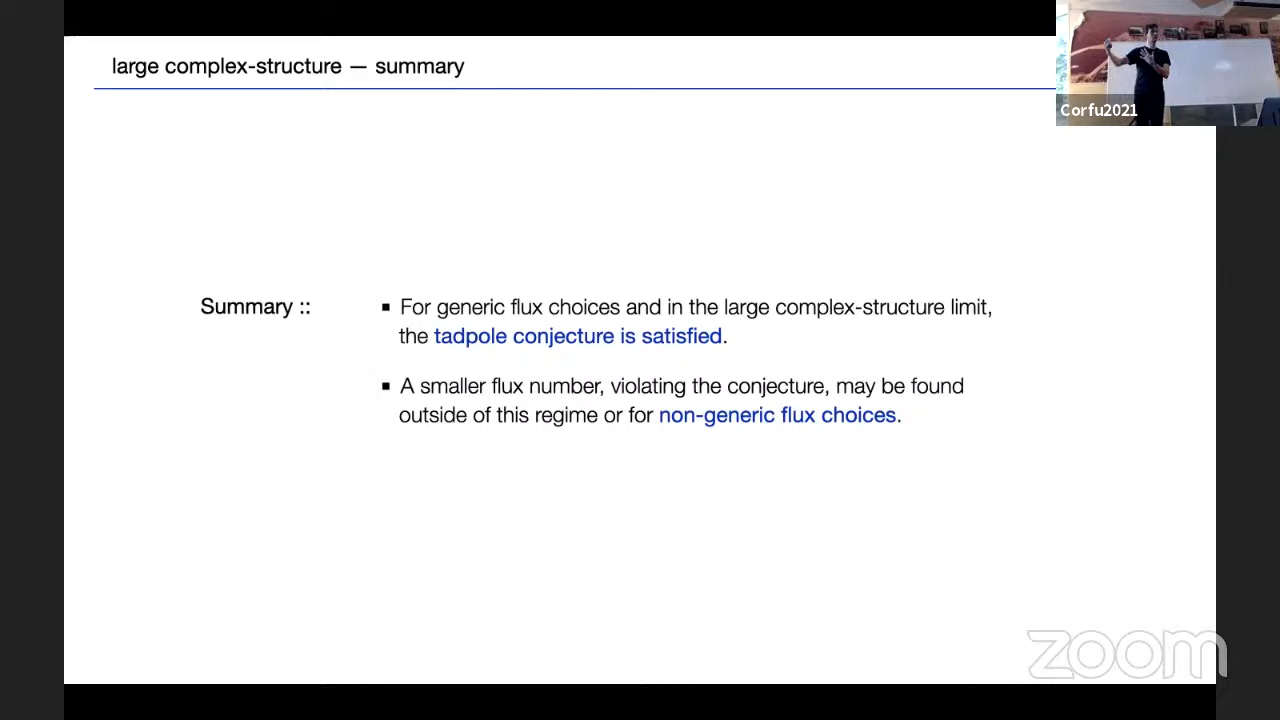 large complex-structure — summary
Corfu2021
Summary ::
▪ For generic flux choices and in the large complex-structure limit,
the tadpole conjecture is satisfied.
▪ A smaller flux number, violating the conjecture, may be found
outside of this regime or for non-generic flux choices.
zoom